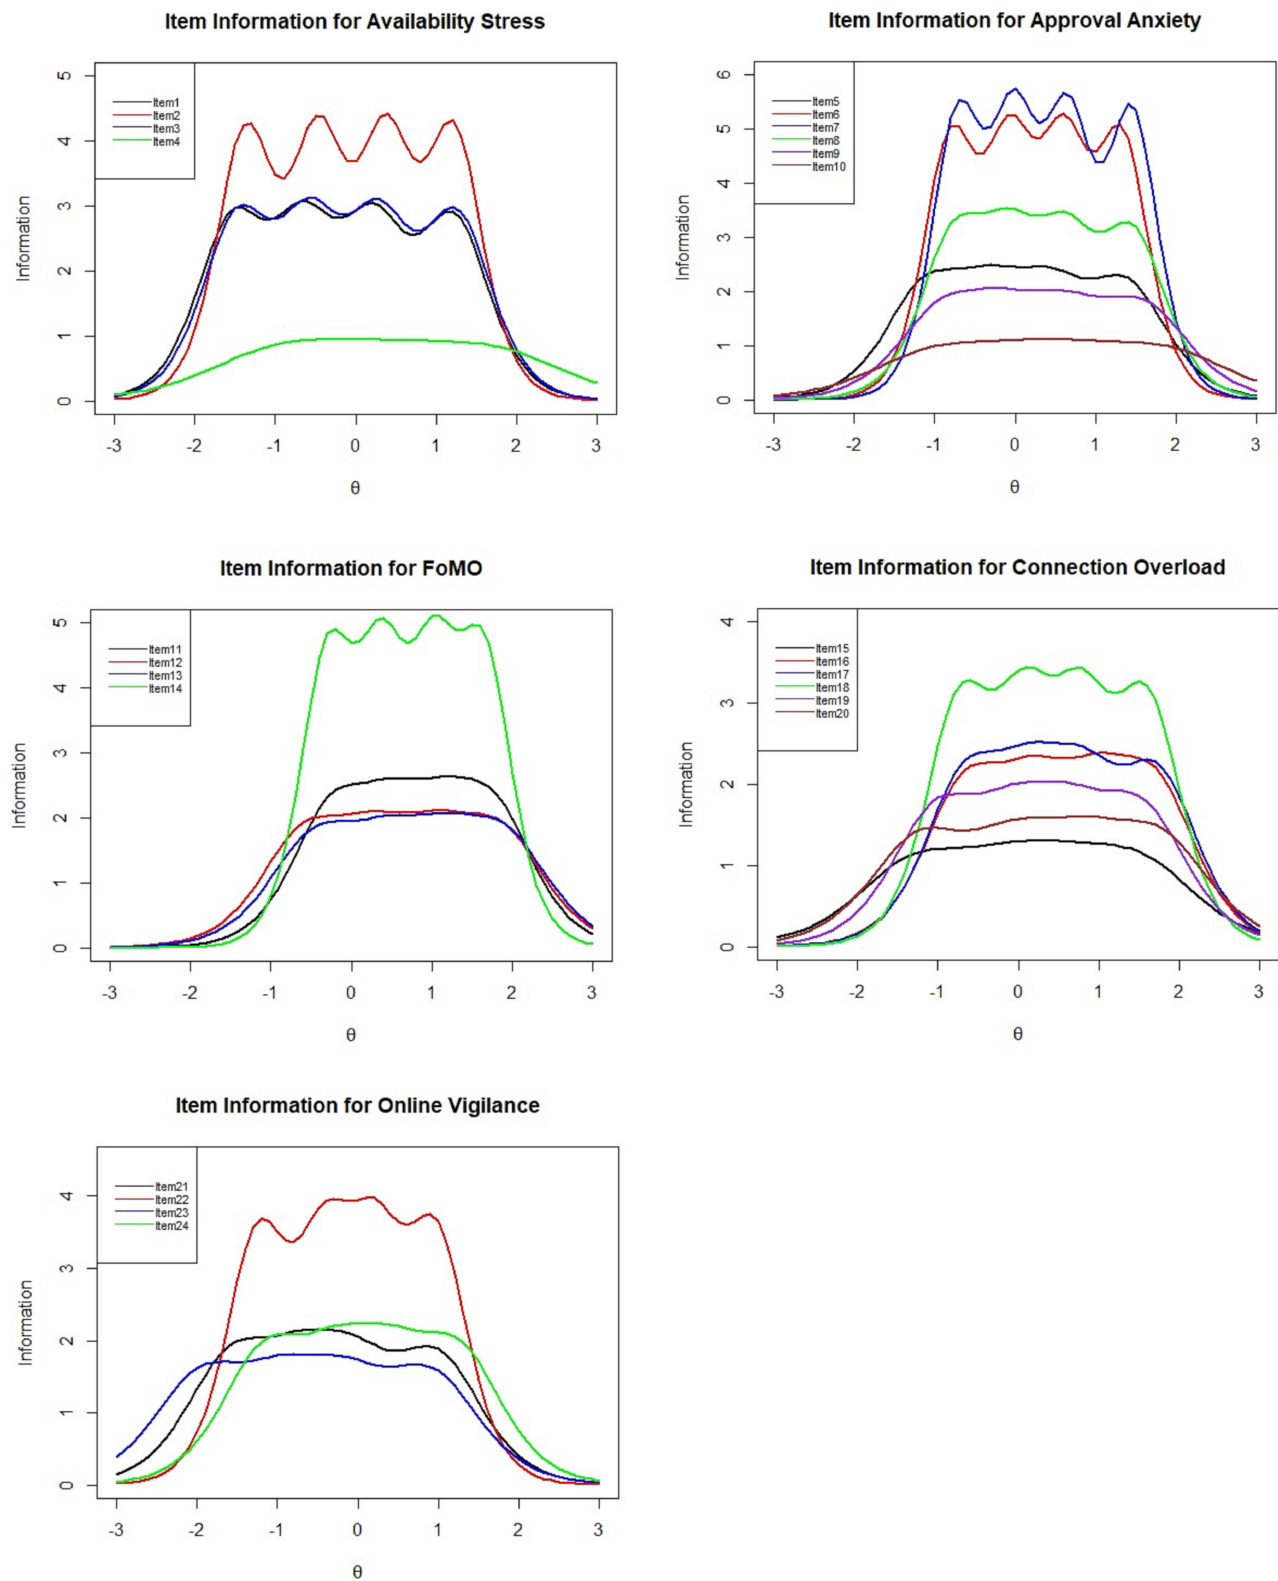 Item Information for Availability Stress
Information
5
4
3
2
1
0
Item1
Item2
Item3
Item4
-3 -2 -1 0 1 2 3
θ
Item Information for Approval Anxiety
Information
6
5
4
3
2
1
0
Item5
Item6
Item7
Item8
Item9
Item10
-3 -2 -1 0 1 2 3
θ
Item Information for FoMO
Information
5
4
3
2
1
0
Item11
Item12
Item13
Item14
-3 -2 -1 0 1 2 3
θ
Item Information for Connection Overload
Information
4
3
2
1
0
Item15
Item16
Item17
Item18
Item19
Item20
-3 -2 -1 0 1 2 3
θ
Item Information for Online Vigilance
Information
4
3
2
1
0
Item21
Item22
Item23
Item24
-3 -2 -1 0 1 2 3
θ